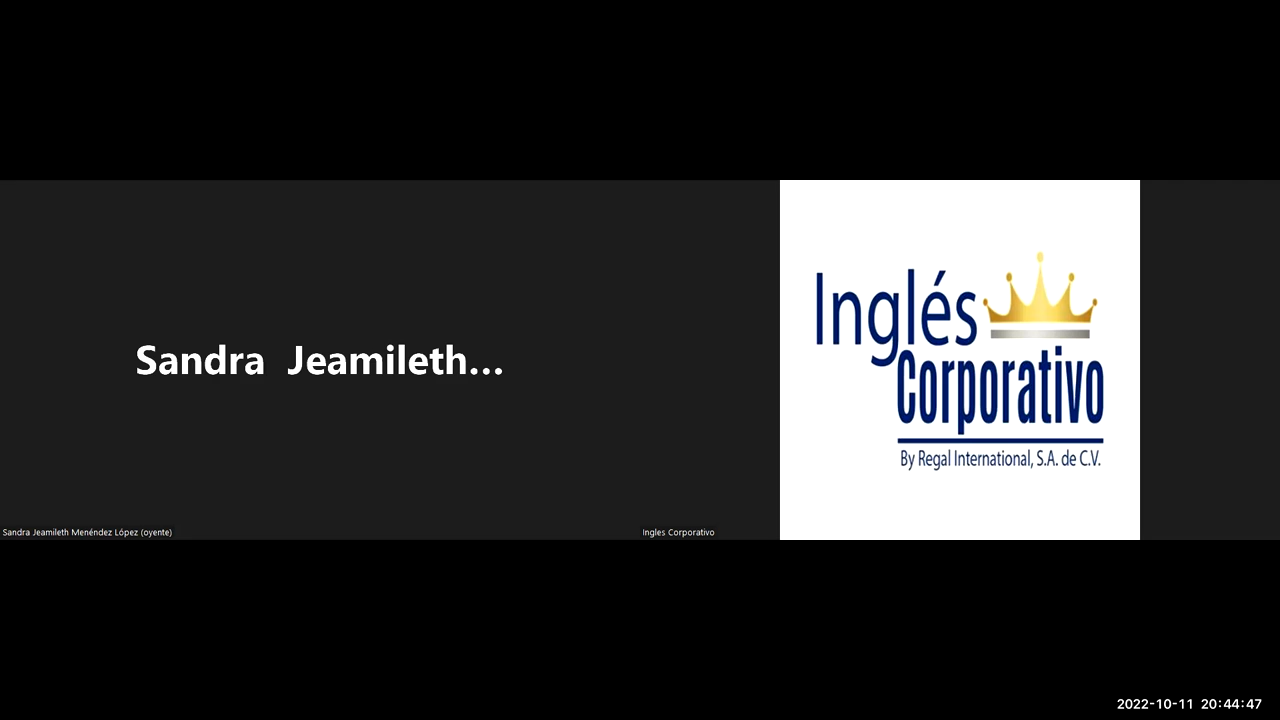 Sandra Jeamileth...
Inglés
Corporativo
By Regal International, S.A. de C.V.
Sandra Jeamileth Menéndez López (oyente)
Ingles Corporativo
2022-10-11 20:44:47